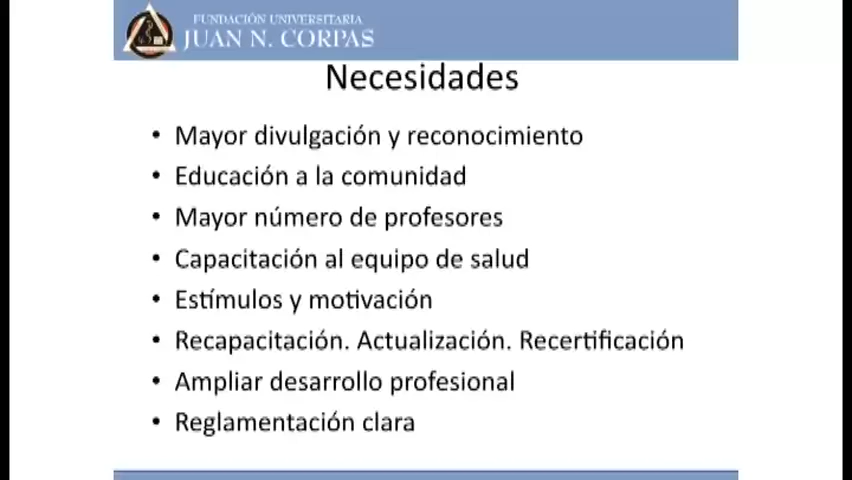 FUNDACIÓN UNIVERSITARIA
JUAN N. CORPAS
Necesidades
• Mayor divulgación y reconocimiento
• Educación a la comunidad
• Mayor número de profesores
• Capacitación al equipo de salud
• Estímulos y motivación
• Recapacitación. Actualización. Recertificación
• Ampliar desarrollo profesional
• Reglamentación clara